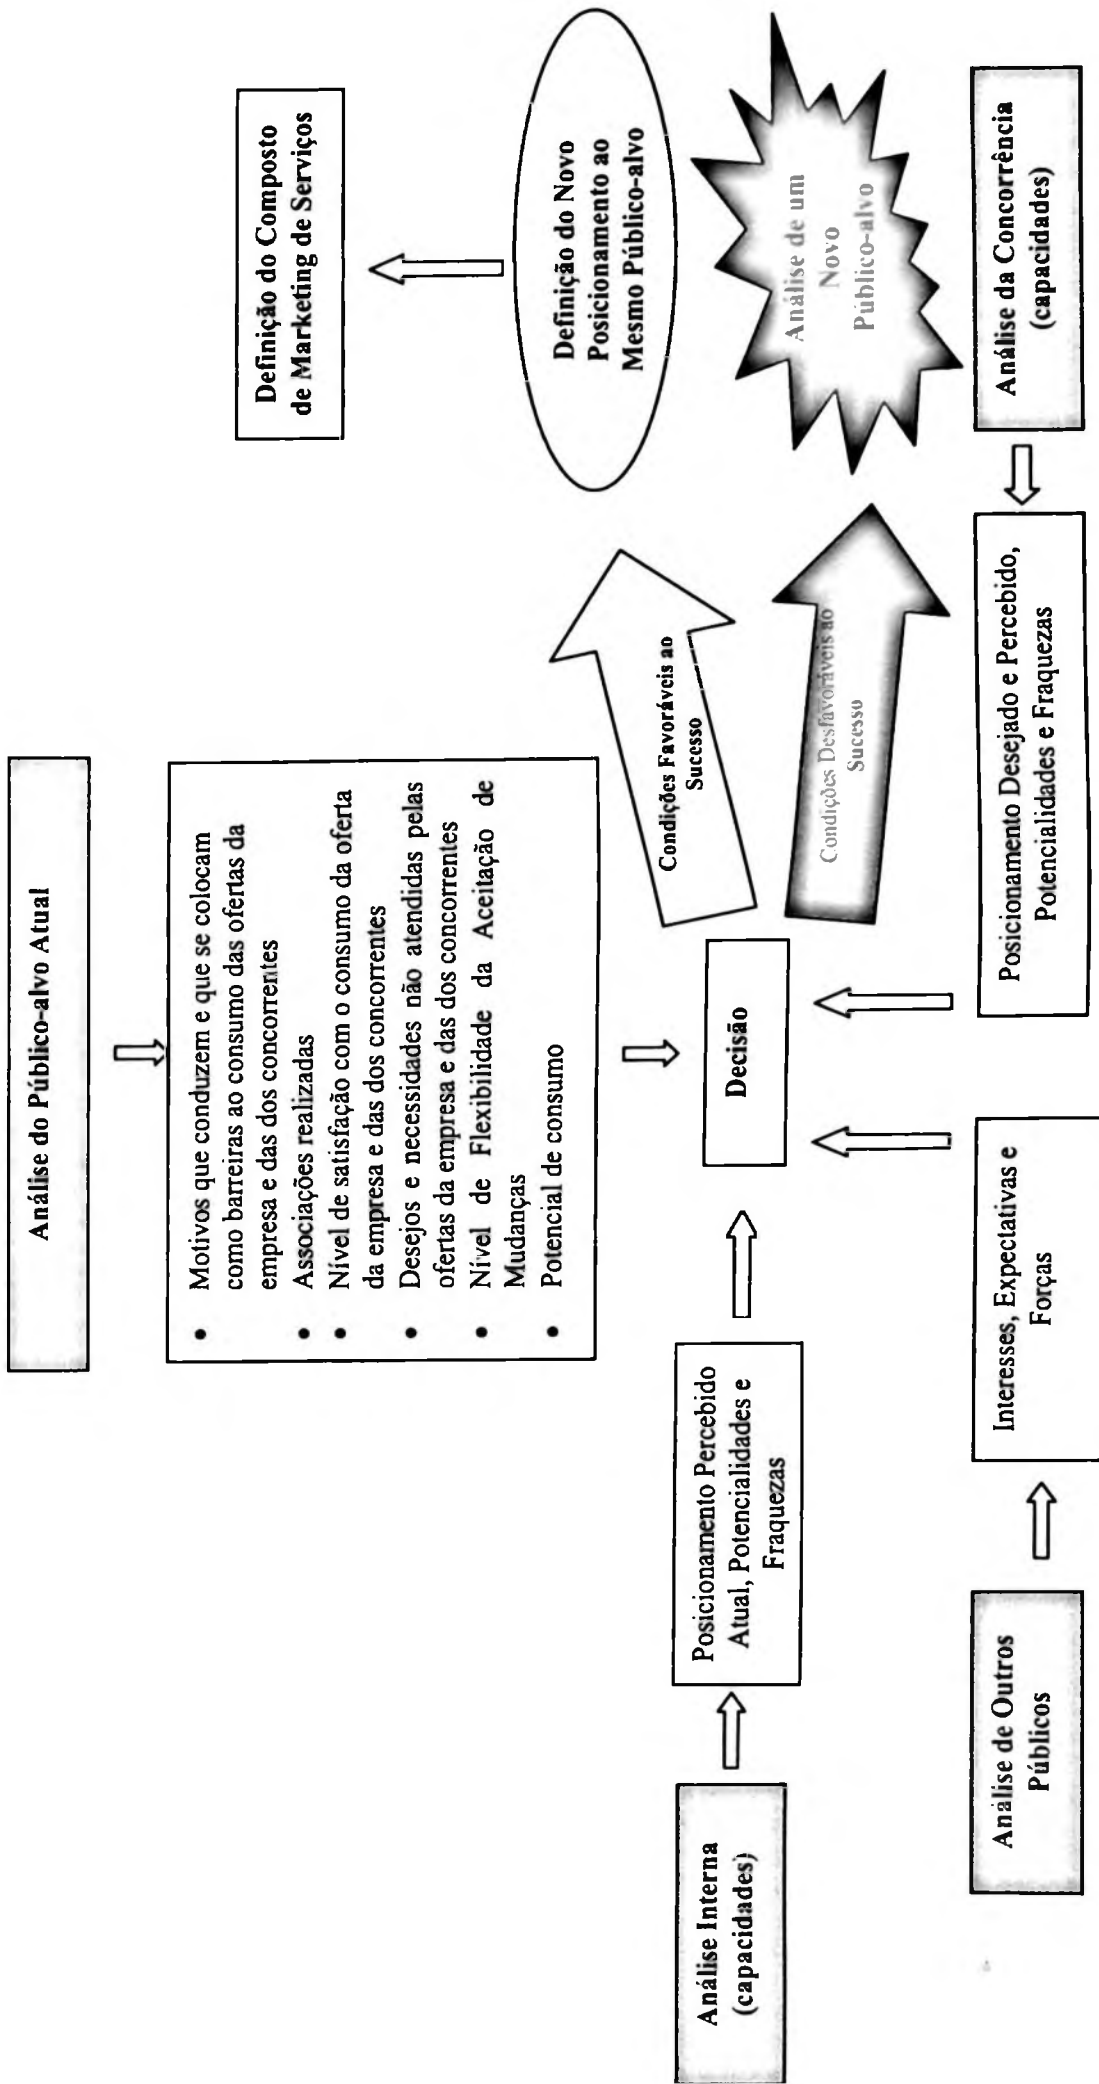 Análise do Público-alvo Atual
• Motivos que conduzem e que se colocam
como barreiras ao consumo das ofertas da
empresa e das dos concorrentes
• Associações realizadas
• Nível de satisfação com o consumo da oferta
da empresa e das dos concorrentes
• Desejos e necessidades não atendidas pelas
ofertas da empresa e das dos concorrentes
• Nível de Flexibilidade da Aceitação de
Mudanças
• Potencial de consumo
Definição do Composto
de Marketing de Serviços
Definição do Novo
Posicionamento ao
Mesmo Público-alvo
Condições Favoráveis ao
Sucesso
Análise Interna
(capacidades)
Posicionamento Percebido
Atual, Potencialidades e
Fraquezas
Decisão
Condições Desfavoráveis ao
Sucesso
Análise de um
Novo
Público-alvo
Análise de Outros
Públicos
Interesses, Expectativas e
Forças
Posicionamento Desejado e Percebido,
Potencialidades e Fraquezas
Análise da Concorrência
(capacidades)